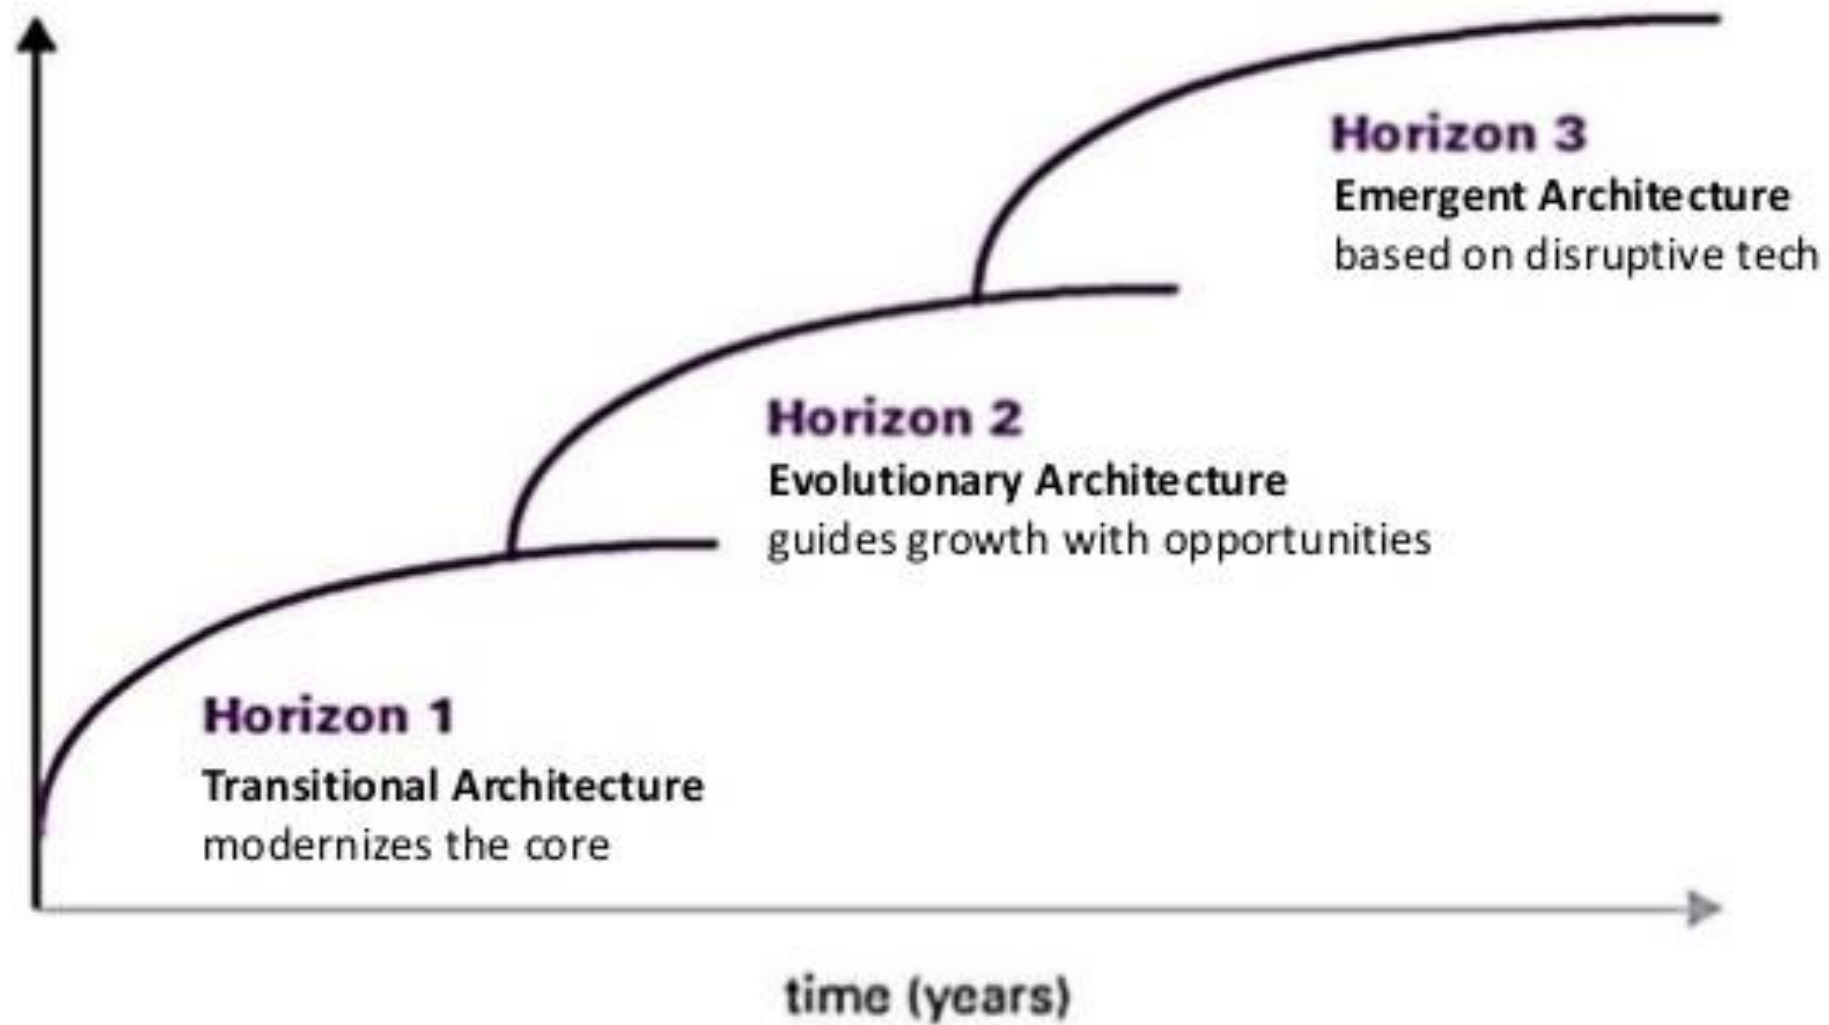 Horizon 3
Emergent Architecture
based on disruptive tech
Horizon 2
Evolutionary Architecture
guides growth with opportunities
Horizon 1
Transitional Architecture
modernizes the core
time (years)